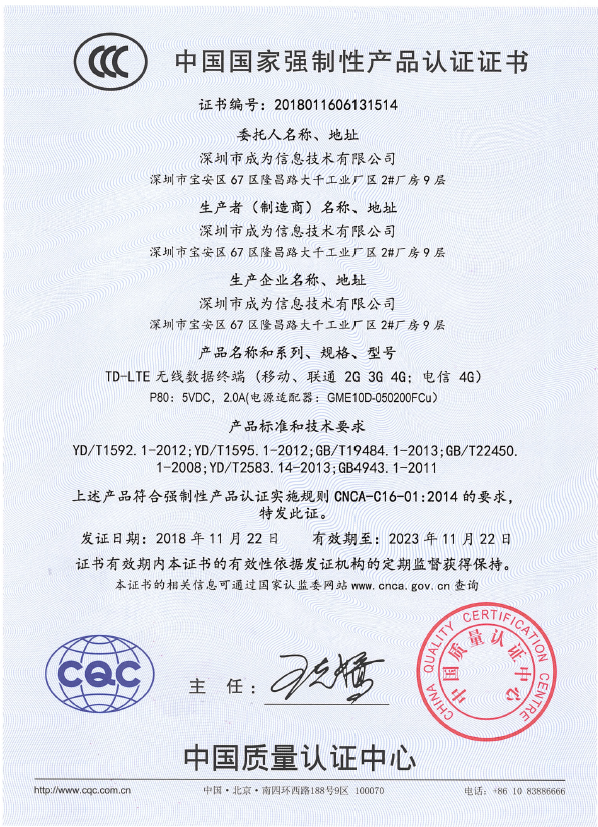 CCC
中国国家强制性产品认证证书
证书编号：2018011606131514
委托人名称、地址
深圳市成为信息技术有限公司
深圳市宝安区 67 区隆昌路大千工业厂区 2#厂房 9 层
生产者（制造商）名称、地址
深圳市成为信息技术有限公司
深圳市宝安区 67 区隆昌路大千工业厂区 2#厂房 9 层
生产企业名称、地址
深圳市成为信息技术有限公司
深圳市宝安区 67 区隆昌路大千工业厂区 2#厂房 9 层
产品名称和系列、规格、型号
TD-LTE 无线数据终端（移动、联通 2G 3G 4G；电信 4G）
P80：5VDC, 2.0A(电源适配器：GME10D-050200FCu)
产品标准和技术要求
YD/T1592.1-2012;YD/T1595.1-2012;GB/T19484.1-2013;GB/T22450.
1-2008;YD/T2583.14-2013;GB4943.1-2011
上述产品符合强制性产品认证实施规则 CNCA-C16-01:2014 的要求，
特发此证。
发证日期：2018 年 11 月 22 日 有效期至：2023 年 11 月 22 日
证书有效期内本证书的有效性依据发证机构的定期监督获得保持。
本证书的相关信息可通过国家认监委网站 www.cnca.gov.cn 查询
CQC
主 任：
CHINA QUALITY CERTIFICATION CENTRE
中国质量认证中心
中国质量认证中心
http://www.cqc.com.cn 中国·北京·南四环西路188号9区 100070 电话：+86 10 83886666